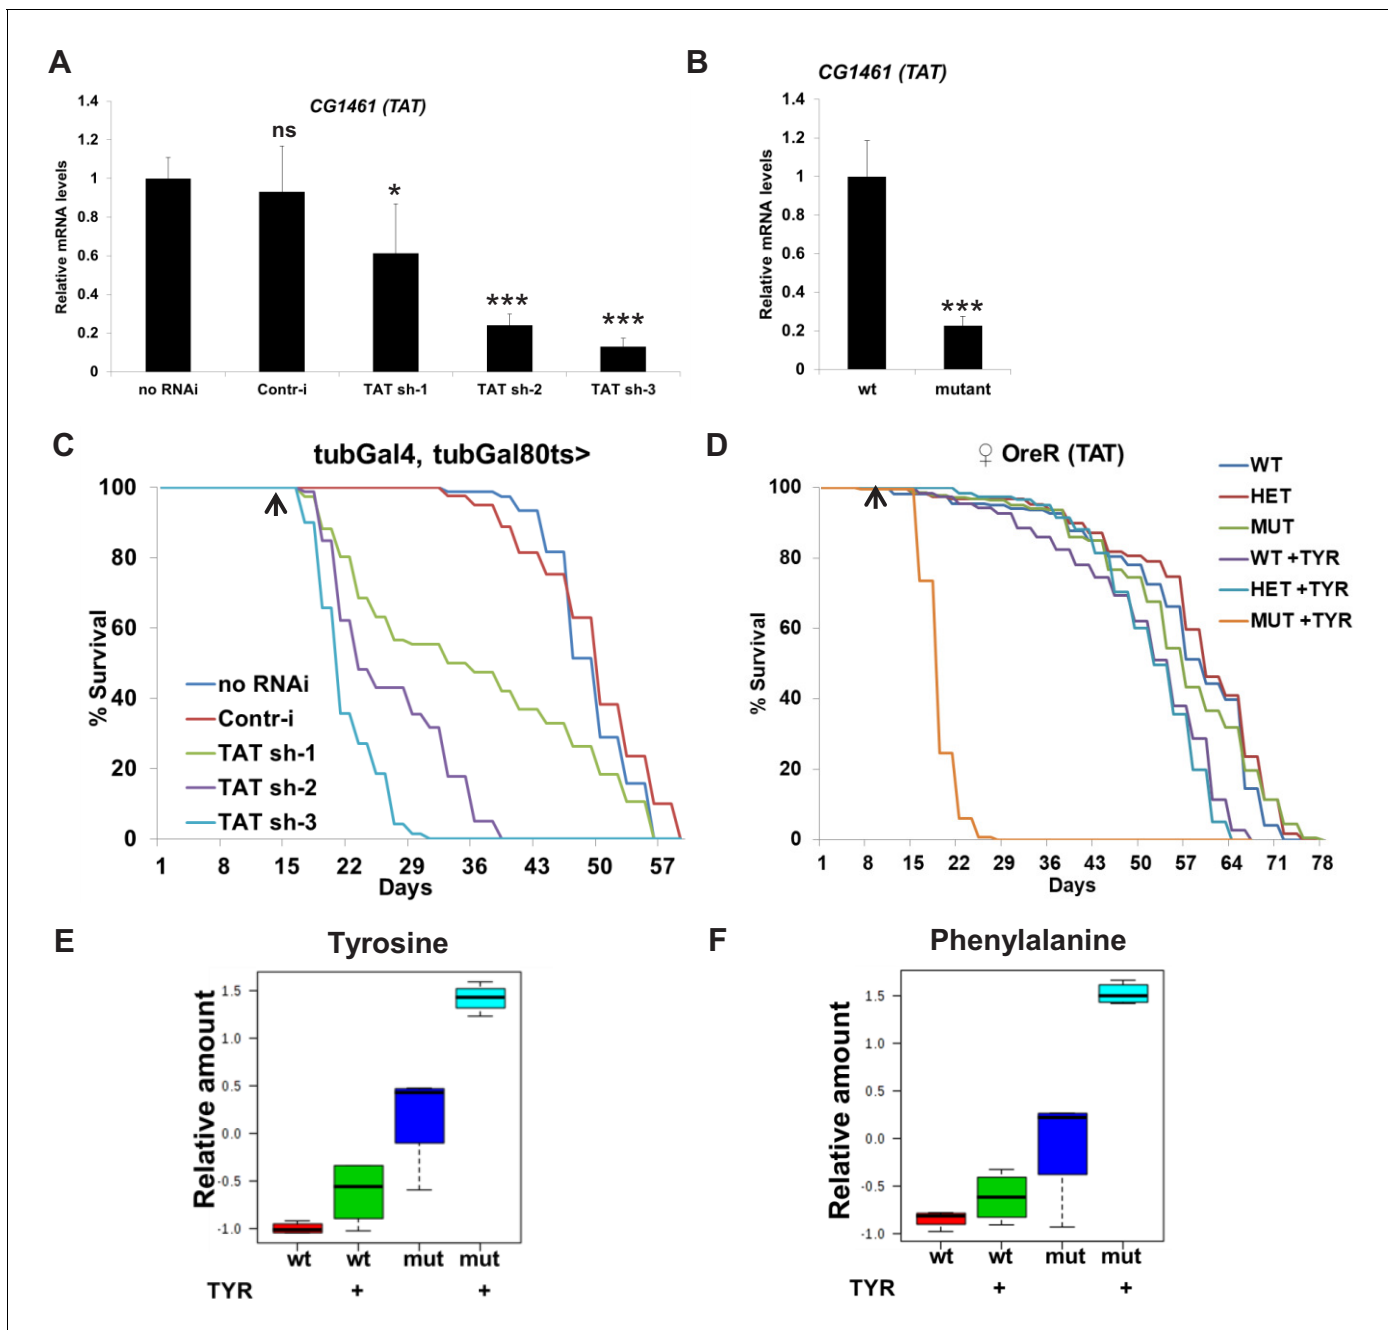 A
CG1461 (TAT)
Relative mRNA levels
1.4
1.2
1
0.8
0.6
0.4
0.2
0
ns
*
***
***
no RNAi Contr-i TAT sh-1 TAT sh-2 TAT sh-3
B
CG1461 (TAT)
Relative mRNA levels
1.4
1.2
1
0.8
0.6
0.4
0.2
0
***
wt mutant
C
tubGal4, tubGal80ts>
% Survival
100
80
60
40
20
0
no RNAi
Contr-i
TAT sh-1
TAT sh-2
TAT sh-3
1 8 15 22 29 36 43 50 57
Days
D
♀ OreR (TAT)
% Survival
100
80
60
40
20
0
WT
HET
MUT
WT +TYR
HET +TYR
MUT +TYR
1 8 15 22 29 36 43 50 57 64 71 78
Days
E
Tyrosine
Relative amount
1.5
1.0
0.5
0.0
-0.5
-1.0
wt wt mut mut
TYR + +
F
Phenylalanine
Relative amount
1.5
1.0
0.5
0.0
-0.5
-1.0
wt wt mut mut
TYR + +